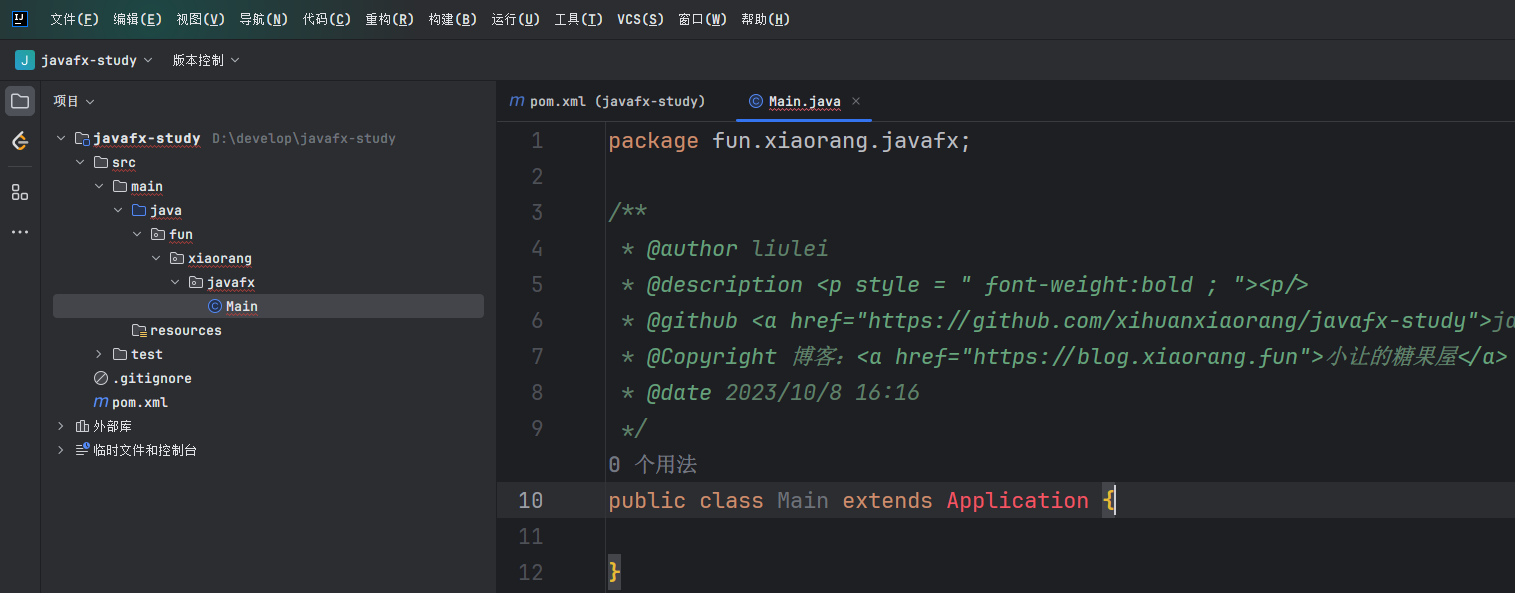 文件(F) 编辑(E) 视图(V) 导航(N) 代码(C) 重构(R) 构建(B) 运行(U) 工具(T) VCS(S) 窗口(W) 帮助(H)
J javafx-study 版本控制
项目
javafx-study D:\develop\javafx-study
src
main
java
fun
xiaorang
javafx
Main
resources
test
.gitignore
pom.xml
外部库
临时文件和控制台
pom.xml (javafx-study) Main.java
1 package fun.xiaorang.javafx;
2
3 /**
4 * @author liulei
5 * @description <p style = " font-weight:bold ; "><p/>
6 * @github <a href="https://github.com/xihuanxiaorang/javafx-study">ja
7 * @Copyright 博客：<a href="https://blog.xiaorang.fun">小让的糖果屋</a>
8 * @date 2023/10/8 16:16
9 */
0 个用法
10 public class Main extends Application {
11
12 }